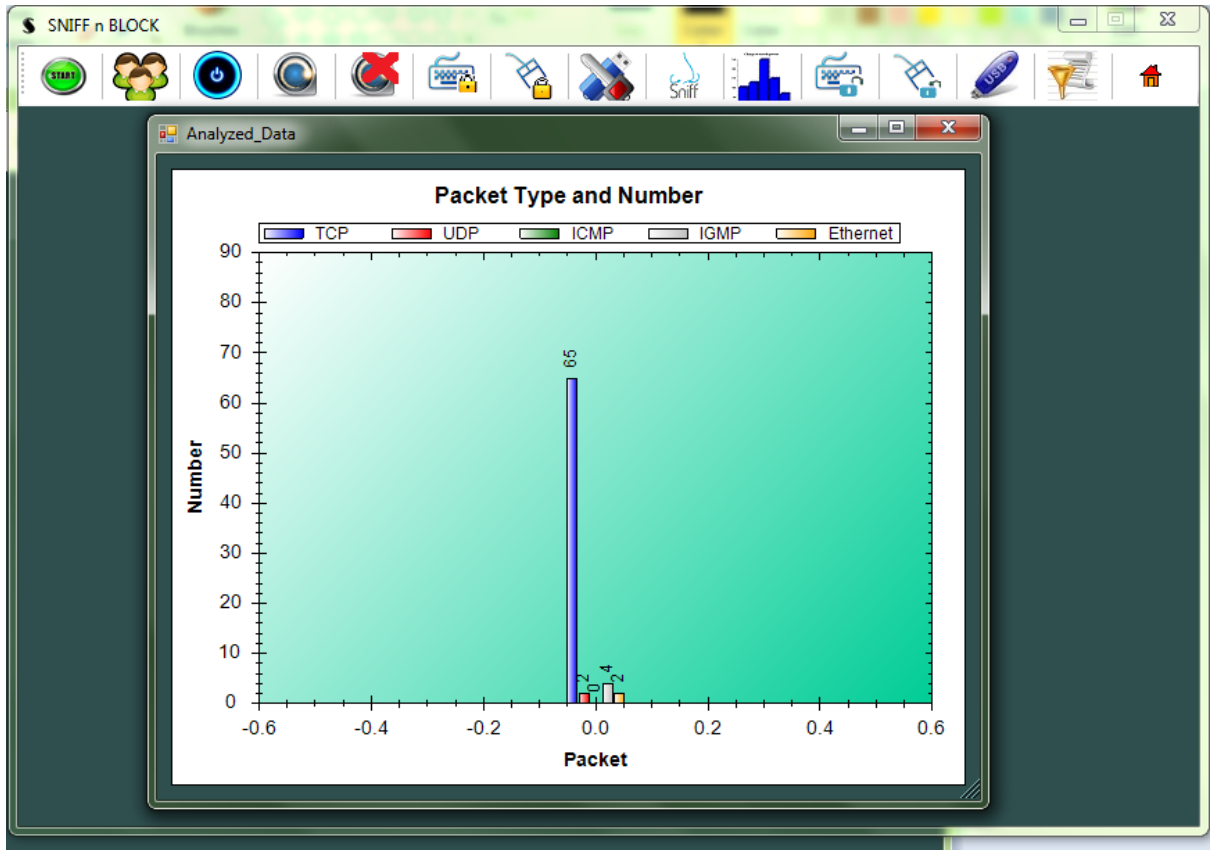 SNIFF n BLOCK
START
Sniff
USB
Analyzed_Data
Packet Type and Number
TCP UDP ICMP IGMP Ethernet
90
80
70
65
60
50
40
30
20
10
0
2 0 4 2
Number
-0.6 -0.4 -0.2 0.0 0.2 0.4 0.6
Packet